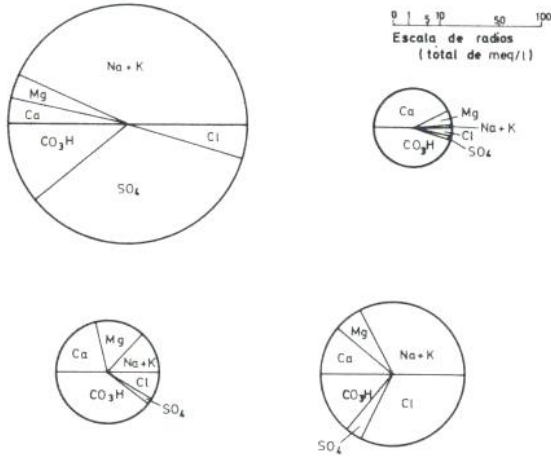 0 1 5 10 50 100
Escala de radios
(total de meq/l)
Na + K
Mg
Ca
CO3H
SO4
Cl
Ca
Mg
Na + K
Cl
SO4
CO3H
Mg
Ca
Na+K
Cl
CO3H
SO4
Mg
Na+K
Ca
CO3H
Cl
SO4